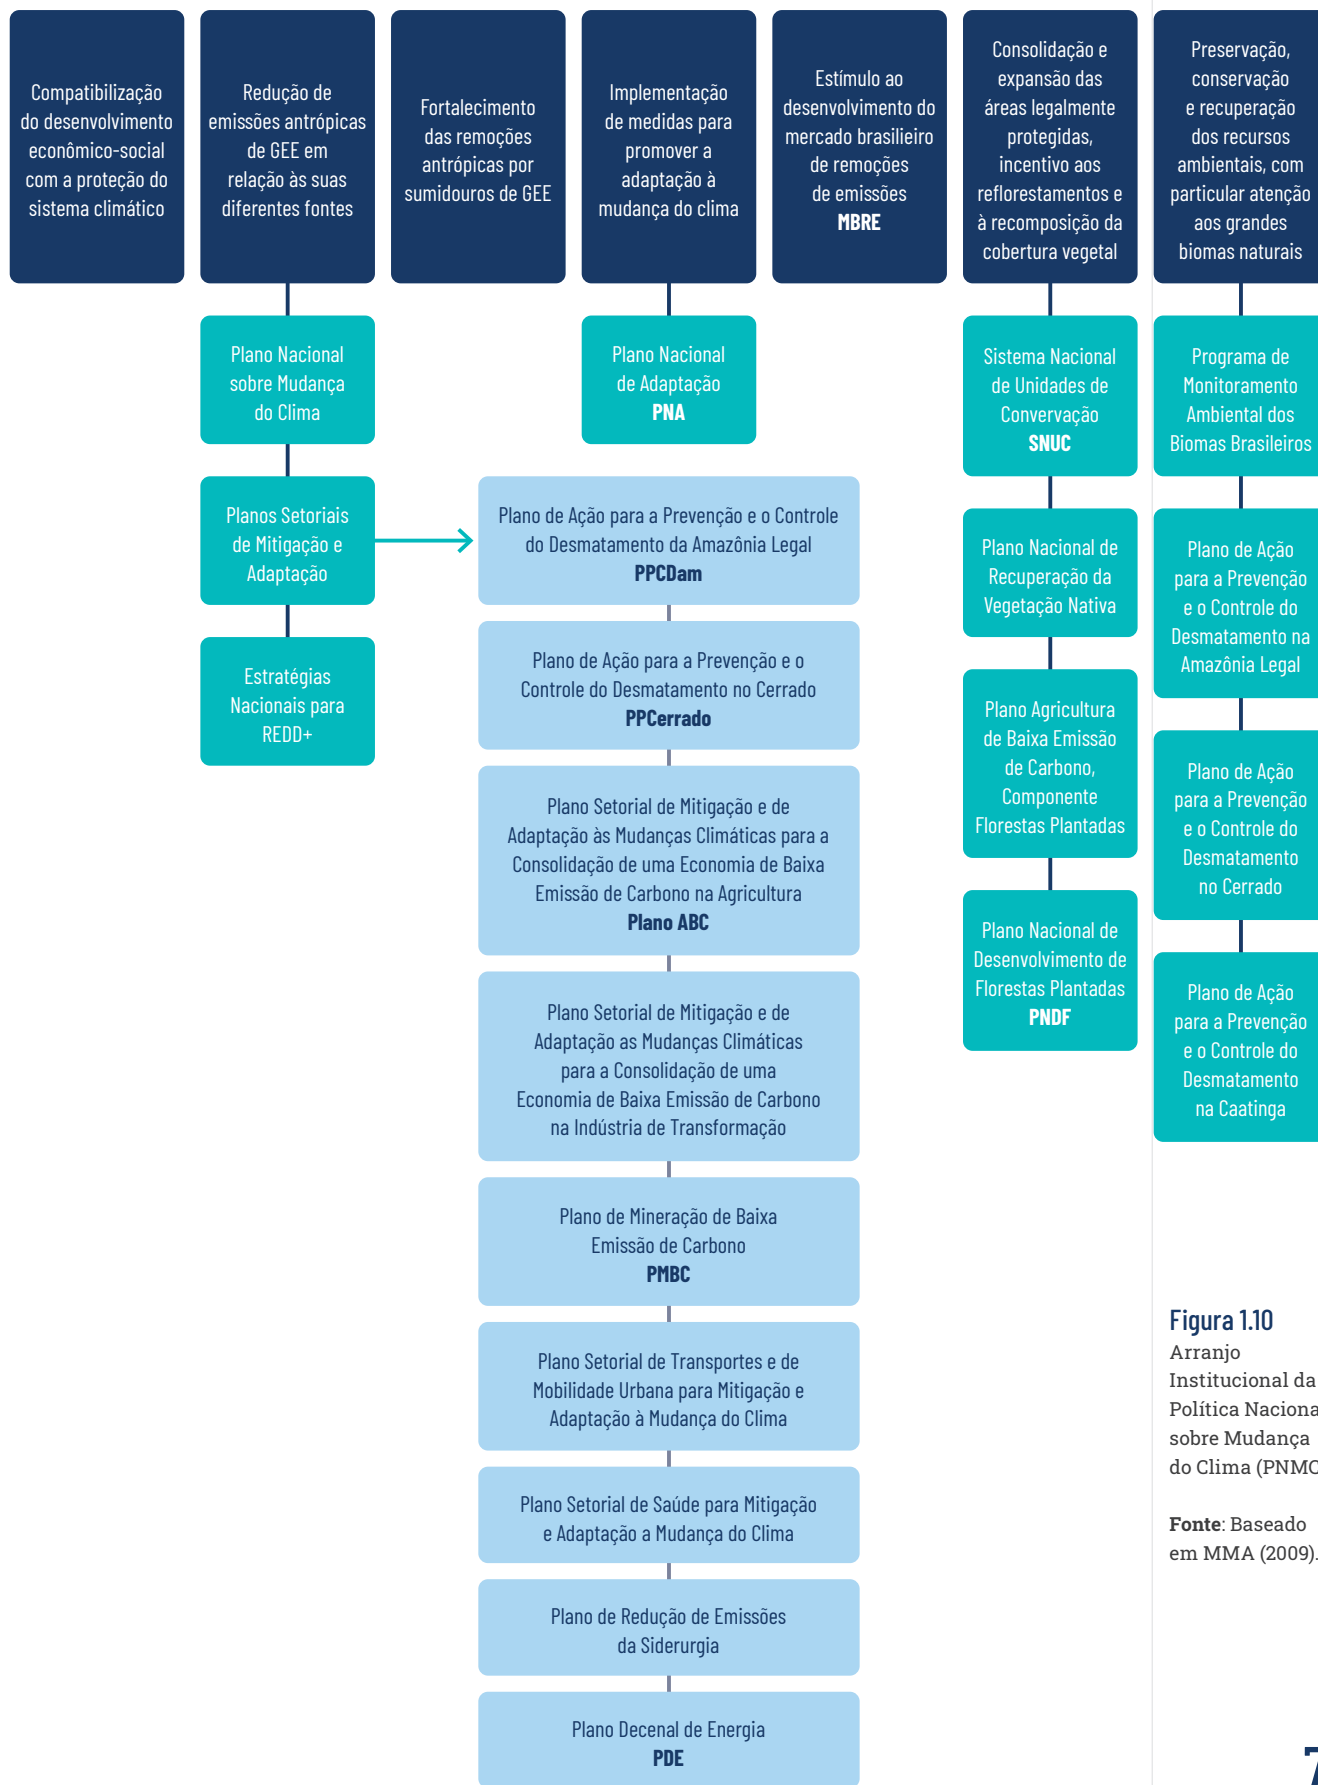 Compatibilização
do desenvolvimento
econômico-social
com a proteção do
sistema climático
Redução de
emissões antrópicas
de GEE em
relação às suas
diferentes fontes
Fortalecimento
das remoções
antrópicas por
sumidouros de GEE
Implementação
de medidas para
promover a
adaptação à
mudança do clima
Estímulo ao
desenvolvimento do
mercado brasilieiro
de remoções
de emissões
MBRE
Consolidação e
expansão das
áreas legalmente
protegidas,
incentivo aos
reflorestamentos e
à recomposição da
cobertura vegetal
Preservação,
conservação
e recuperação
dos recursos
ambientais, com
particular atenção
aos grandes
biomas naturais
Plano Nacional
sobre Mudança
do Clima
Planos Setoriais
de Mitigação e
Adaptação
Estratégias
Nacionais para
REDD+
Plano Nacional
de Adaptação
PNA
Plano de Ação para a Prevenção e o Controle
do Desmatamento da Amazônia Legal
PPCDam
Plano de Ação para a Prevenção e o
Controle do Desmatamento no Cerrado
PPCerrado
Plano Setorial de Mitigação e de
Adaptação às Mudanças Climáticas para a
Consolidação de uma Economia de Baixa
Emissão de Carbono na Agricultura
Plano ABC
Plano Setorial de Mitigação e de
Adaptação as Mudanças Climáticas
para a Consolidação de uma
Economia de Baixa Emissão de Carbono
na Indústria de Transformação
Plano de Mineração de Baixa
Emissão de Carbono
PMBC
Plano Setorial de Transportes e de
Mobilidade Urbana para Mitigação e
Adaptação à Mudança do Clima
Plano Setorial de Saúde para Mitigação
e Adaptação a Mudança do Clima
Plano de Redução de Emissões
da Siderurgia
Plano Decenal de Energia
PDE
Sistema Nacional
de Unidades de
Convervação
SNUC
Plano Nacional de
Recuperação da
Vegetação Nativa
Plano Agricultura
de Baixa Emissão
de Carbono,
Componente
Florestas Plantadas
Plano Nacional de
Desenvolvimento de
Florestas Plantadas
PNDF
Programa de
Monitoramento
Ambiental dos
Biomas Brasileiros
Plano de Ação
para a Prevenção
e o Controle do
Desmatamento na
Amazônia Legal
Plano de Ação
para a Prevenção
e o Controle do
Desmatamento
no Cerrado
Plano de Ação
para a Prevenção
e o Controle do
Desmatamento
na Caatinga
Figura 1.10
Arranjo
Institucional da
Política Naciona
sobre Mudança
do Clima (PNMC
Fonte: Baseado
em MMA (2009).